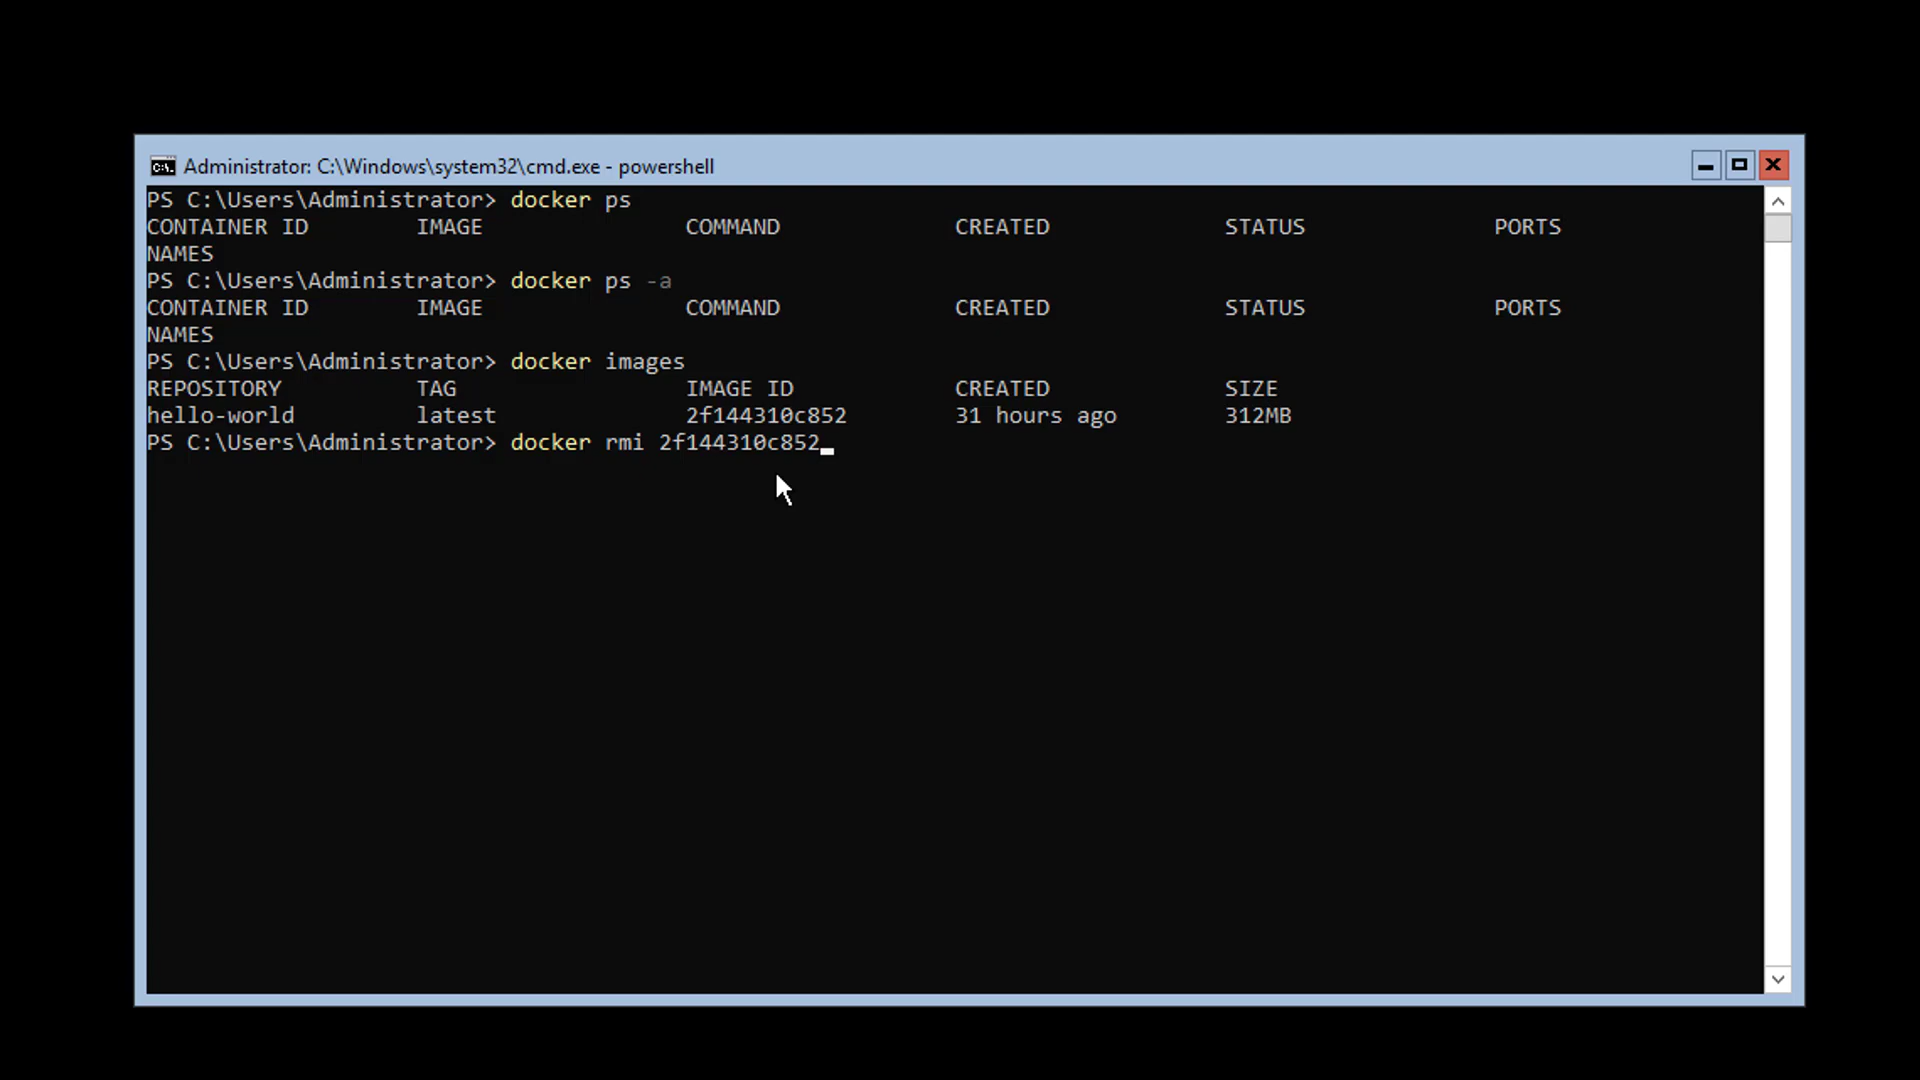 Administrator: C:\Windows\system32\cmd.exe - powershell
PS C:\Users\Administrator> docker ps
CONTAINER ID IMAGE COMMAND CREATED STATUS PORTS
NAMES
PS C:\Users\Administrator> docker ps -a
CONTAINER ID IMAGE COMMAND CREATED STATUS PORTS
NAMES
PS C:\Users\Administrator> docker images
REPOSITORY TAG IMAGE ID CREATED SIZE
hello-world latest 2f144310c852 31 hours ago 312MB
PS C:\Users\Administrator> docker rmi 2f144310c852